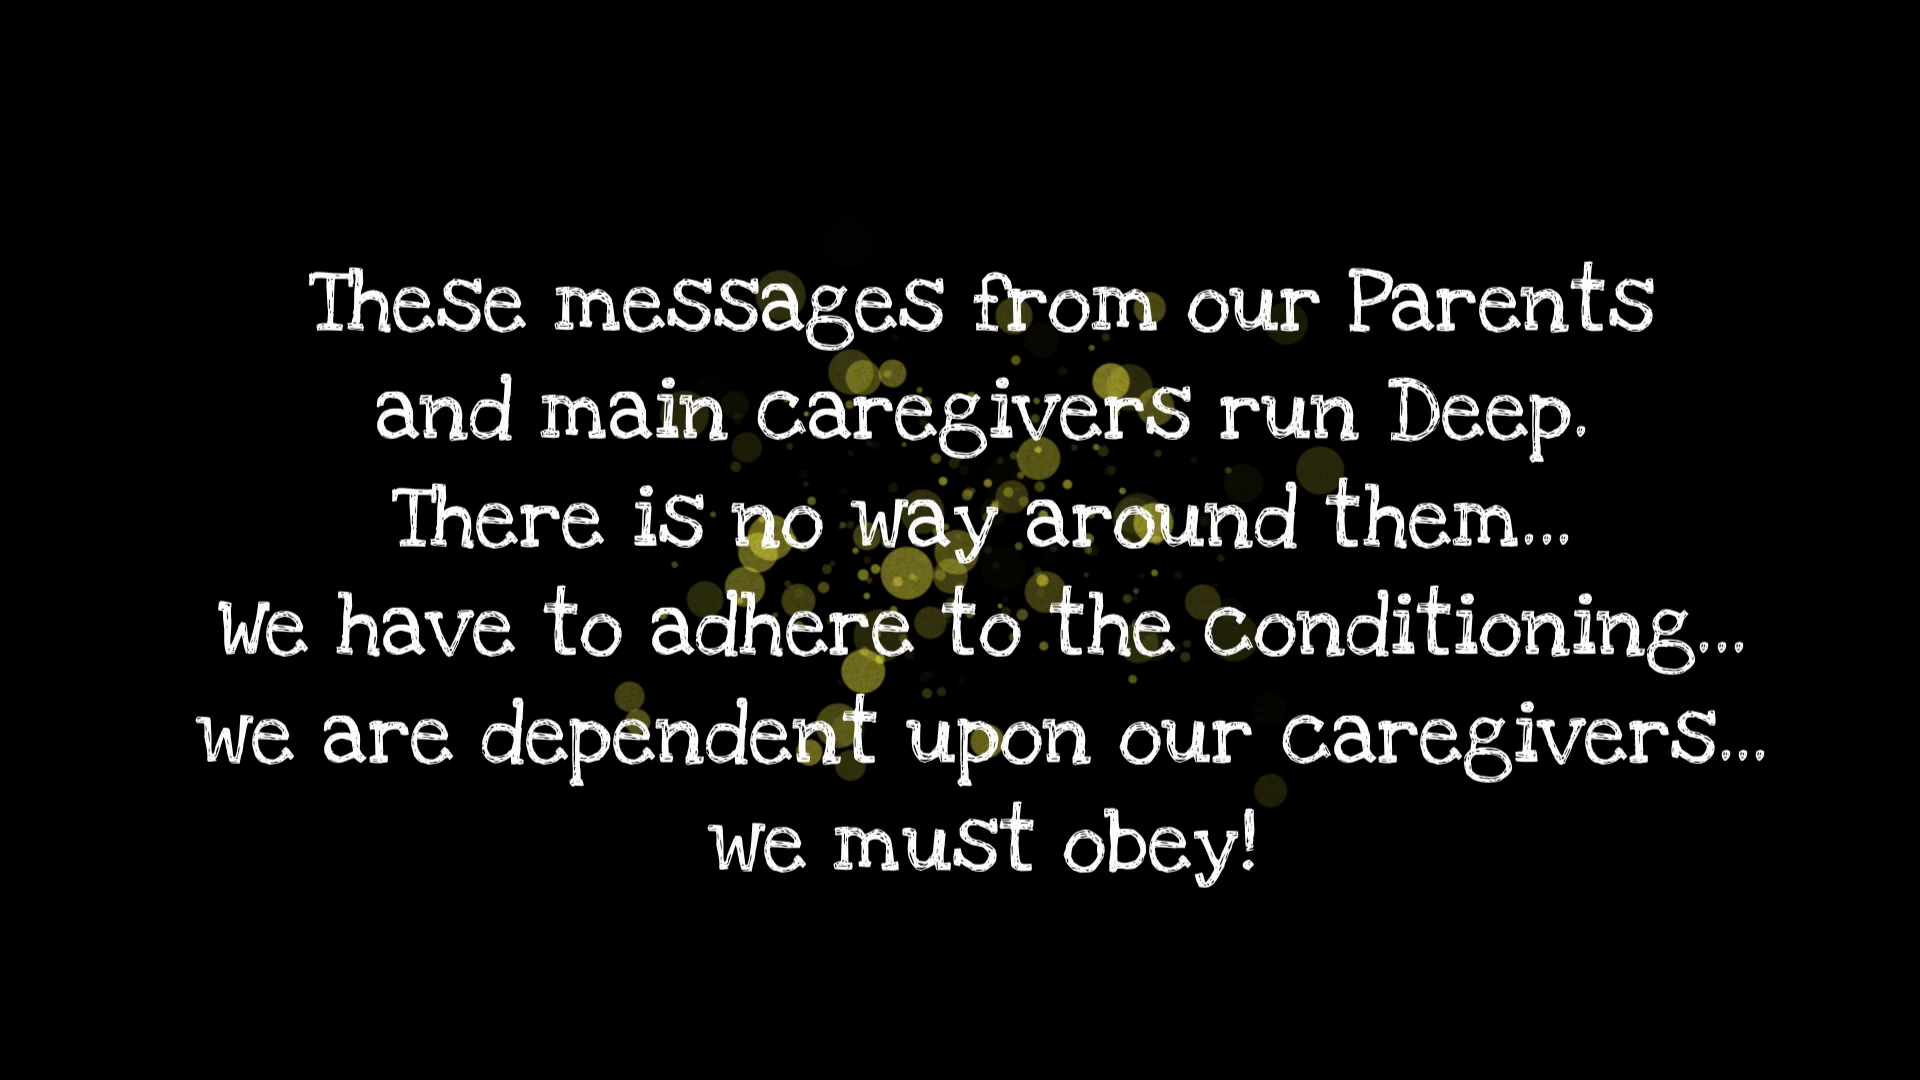 These messages from our Parents
and main caregivers run Deep.
There is no way around them...
We have to adhere to the conditioning...
we are dependent upon our caregivers...
we must obey!